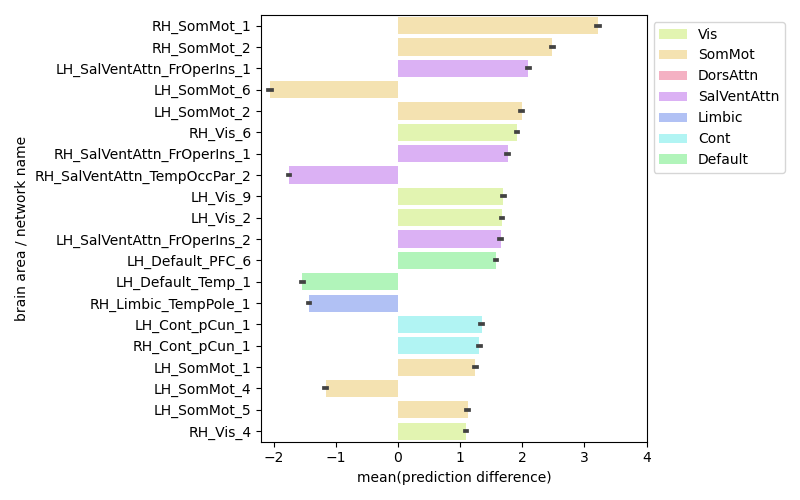 RH_SomMot_1
RH_SomMot_2
LH_SalVentAttn_FrOperIns_1
LH_SomMot_6
LH_SomMot_2
RH_Vis_6
RH_SalVentAttn_FrOperIns_1
RH_SalVentAttn_TempOccPar_2
LH_Vis_9
LH_Vis_2
LH_SalVentAttn_FrOperIns_2
LH_Default_PFC_6
LH_Default_Temp_1
RH_Limbic_TempPole_1
LH_Cont_pCun_1
RH_Cont_pCun_1
LH_SomMot_1
LH_SomMot_4
LH_SomMot_5
RH_Vis_4
brain area / network name
−2 −1 0 1 2 3 4
mean(prediction difference)
Vis
SomMot
DorsAttn
SalVentAttn
Limbic
Cont
Default